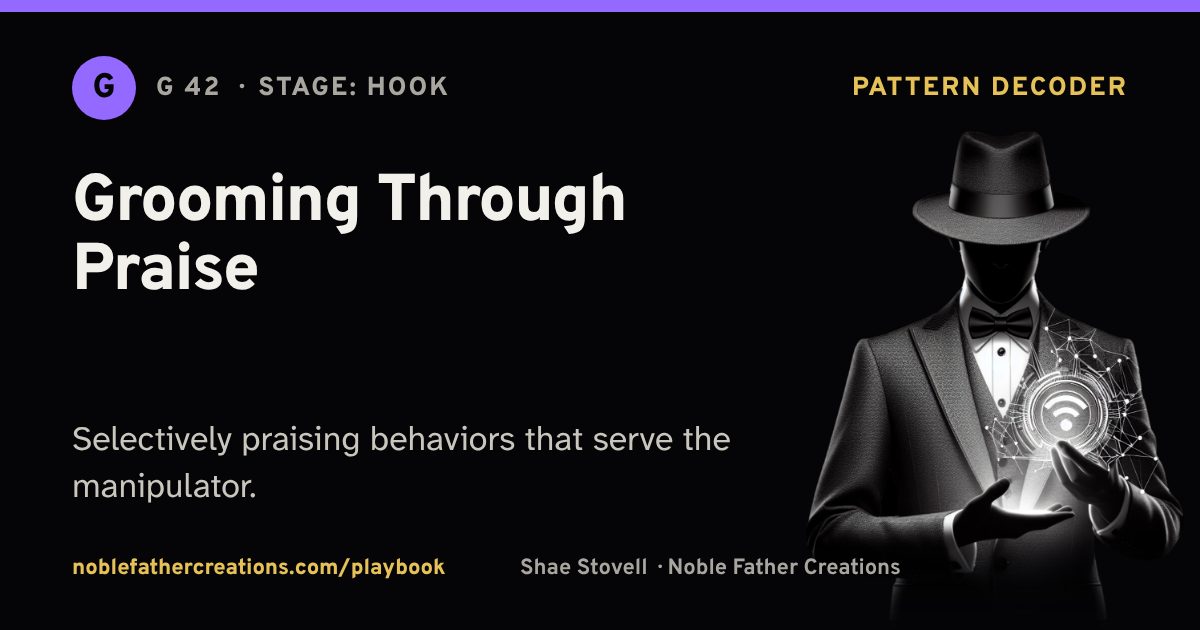 G
G 42 · STAGE: HOOK
PATTERN DECODER
Grooming Through
Praise
Selectively praising behaviors that serve the
manipulator.
noblefathercreations.com/playbook
Shae Stovell · Noble Father Creations